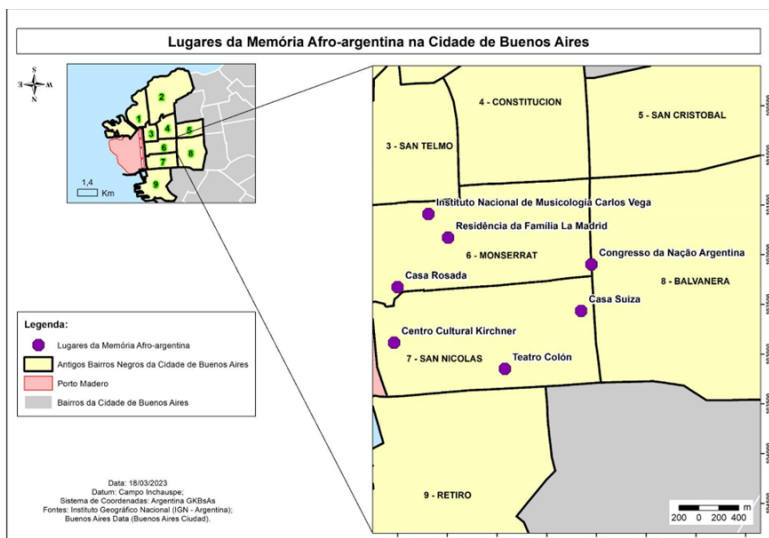 Lugares da Memória Afro-argentina na Cidade de Buenos Aires
S
E
W
N
1
2
3
4
5
6
7
8
9
1,4
Km
Legenda:
Lugares da Memória Afro-argentina
Antigos Bairros Negros da Cidade de Buenos Aires
Porto Madero
Bairros da Cidade de Buenos Aires
Data: 18/03/2023
Datum: Campo Inchauspe;
Sistema de Coordenadas: Argentina GKBsAs
Fontes: Instituto Geográfico Nacional (IGN - Argentina);
Buenos Aires Data (Buenos Aires Ciudad).
4 - CONSTITUCION
5 - SAN CRISTOBAL
3 - SAN TELMO
Instituto Nacional de Musicología Carlos Vega
Residência da Família La Madrid
6 - MONSERRAT
Congresso da Nação Argentina
8 - BALVANERA
Casa Rosada
Casa Suiza
Centro Cultural Kirchner
7 - SAN NICOLAS
Teatro Colón
9 - RETIRO
200 0 200 400 m